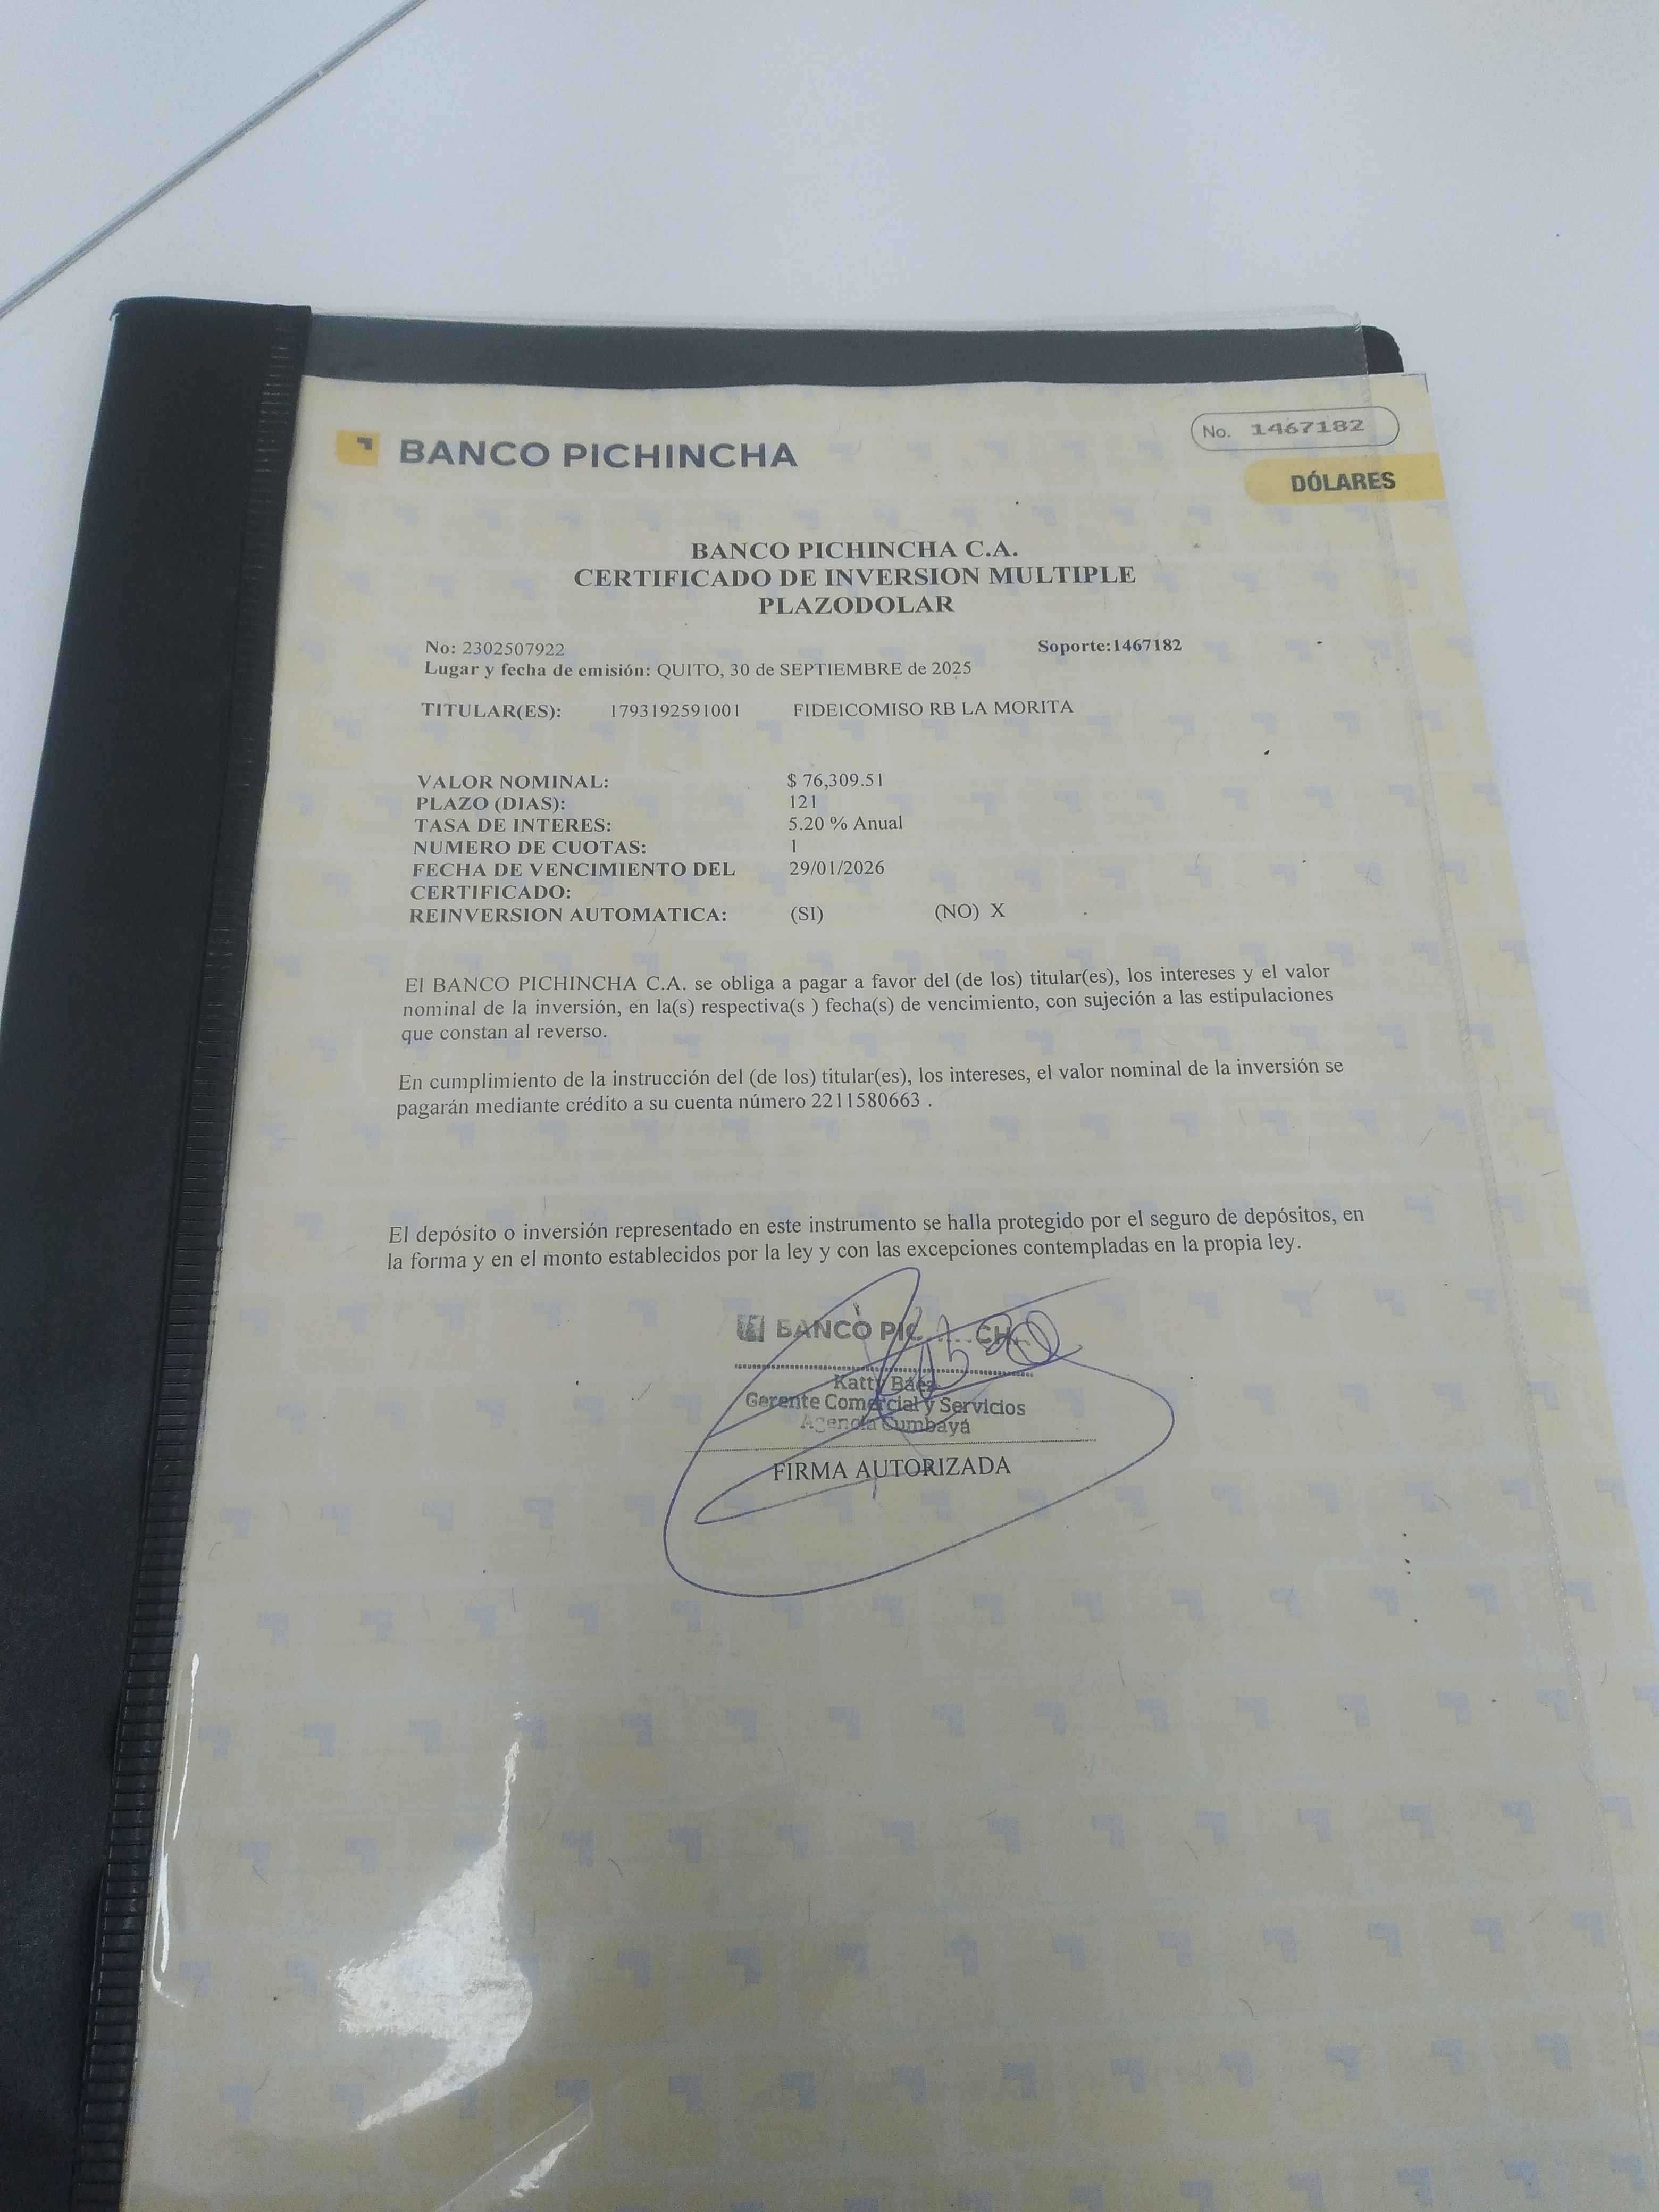 BANCO PICHINCHA
No. 1467182
DÓLARES
BANCO PICHINCHA C.A.
CERTIFICADO DE INVERSION MULTIPLE
PLAZODOLAR
No: 2302507922 Soporte:1467182
Lugar y fecha de emisión: QUITO, 30 de SEPTIEMBRE de 2025
TITULAR(ES): 1793192591001 FIDEICOMISO RB LA MORITA
VALOR NOMINAL: $ 76,309.51
PLAZO (DIAS): 121
TASA DE INTERES: 5.20 % Anual
NUMERO DE CUOTAS: 1
FECHA DE VENCIMIENTO DEL 29/01/2026
CERTIFICADO:
REINVERSION AUTOMATICA: (SI) (NO) X
El BANCO PICHINCHA C.A. se obliga a pagar a favor del (de los) titular(es), los intereses y el valor
nominal de la inversión, en la(s) respectiva(s ) fecha(s) de vencimiento, con sujeción a las estipulaciones
que constan al reverso.
En cumplimiento de la instrucción del (de los) titular(es), los intereses, el valor nominal de la inversión se
pagarán mediante crédito a su cuenta número 2211580663 .
El depósito o inversión representado en este instrumento se halla protegido por el seguro de depósitos, en
la forma y en el monto establecidos por la ley y con las excepciones contempladas en la propia ley.
BANCO
Katty Báez
Gerente Comercial y Servicios
Agencia Cumbayá
FIRMA AUTORIZADA